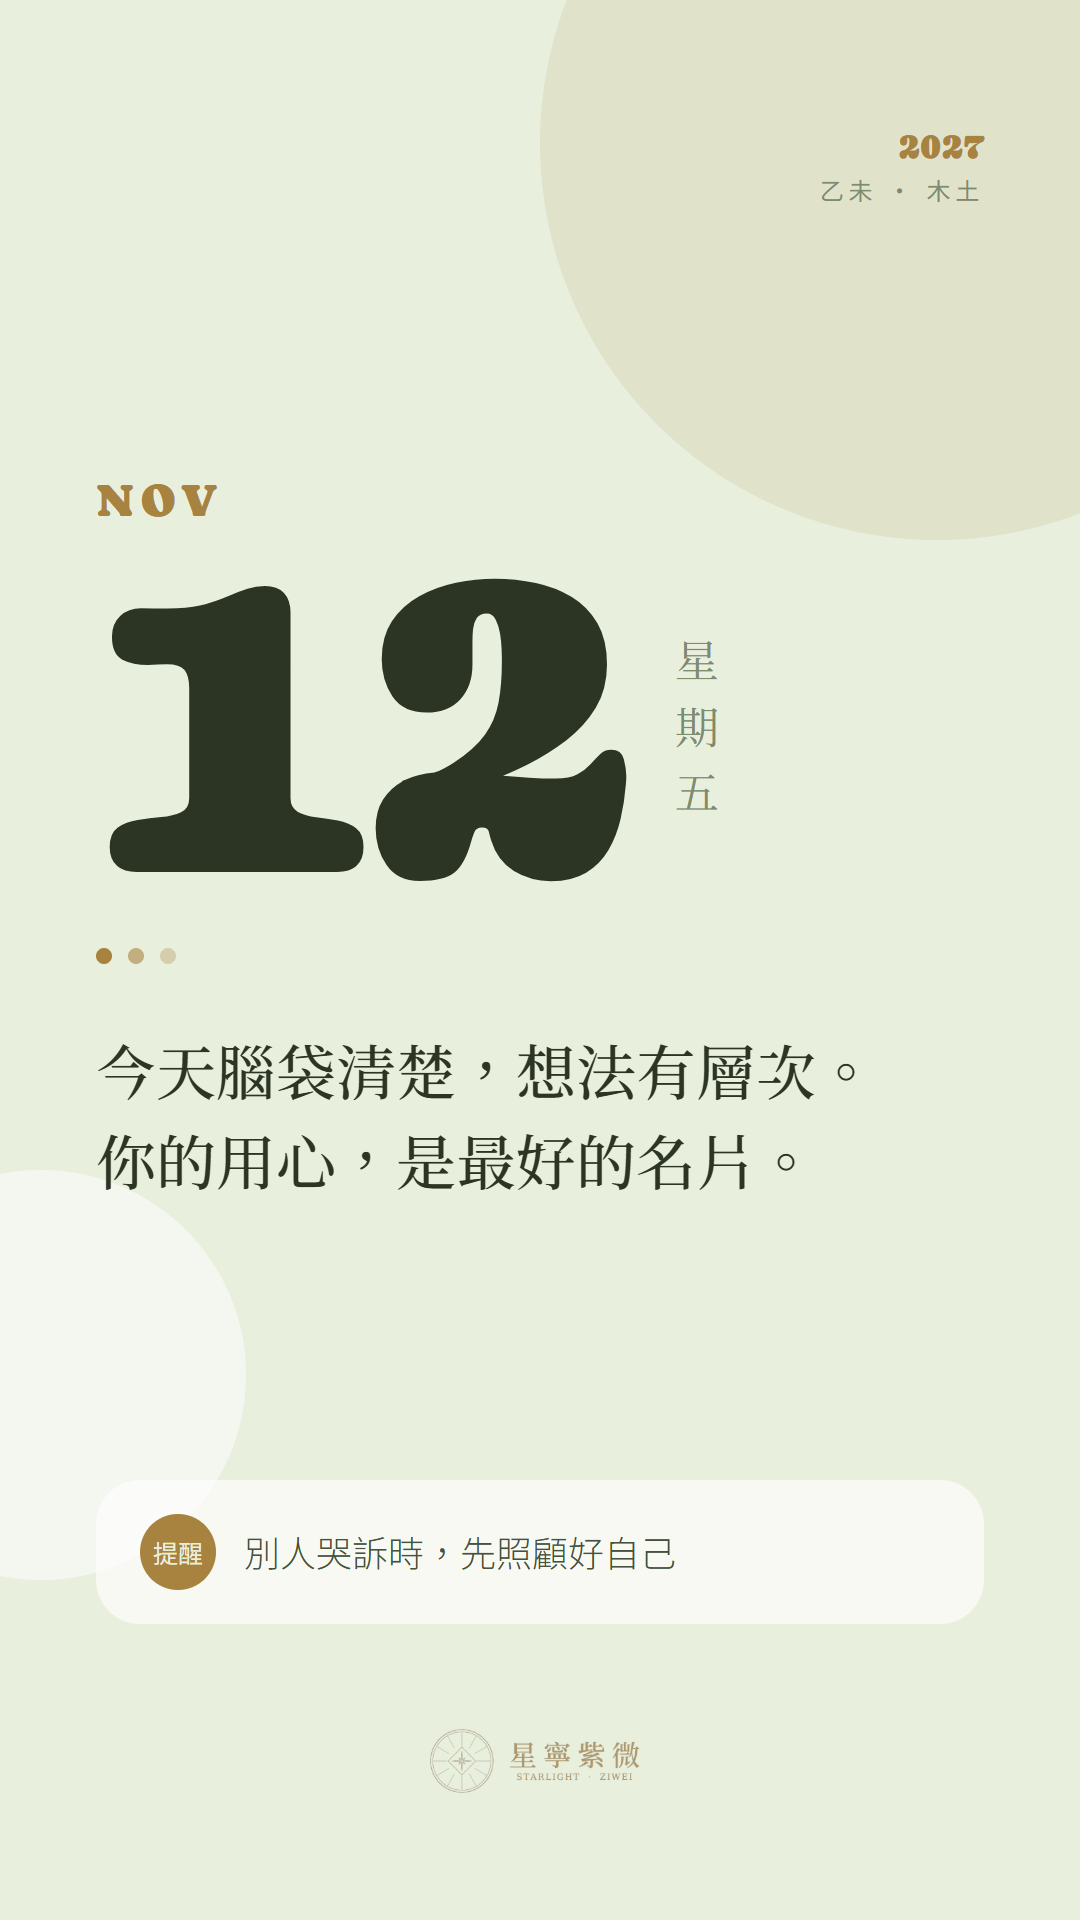 2027
乙未 · 木土
NOV
12
星期五
今天腦袋清楚，想法有層次。
你的用心，是最好的名片。
提醒
別人哭訴時，先照顧好自己
星寧紫微
STARLIGHT · ZIWEI